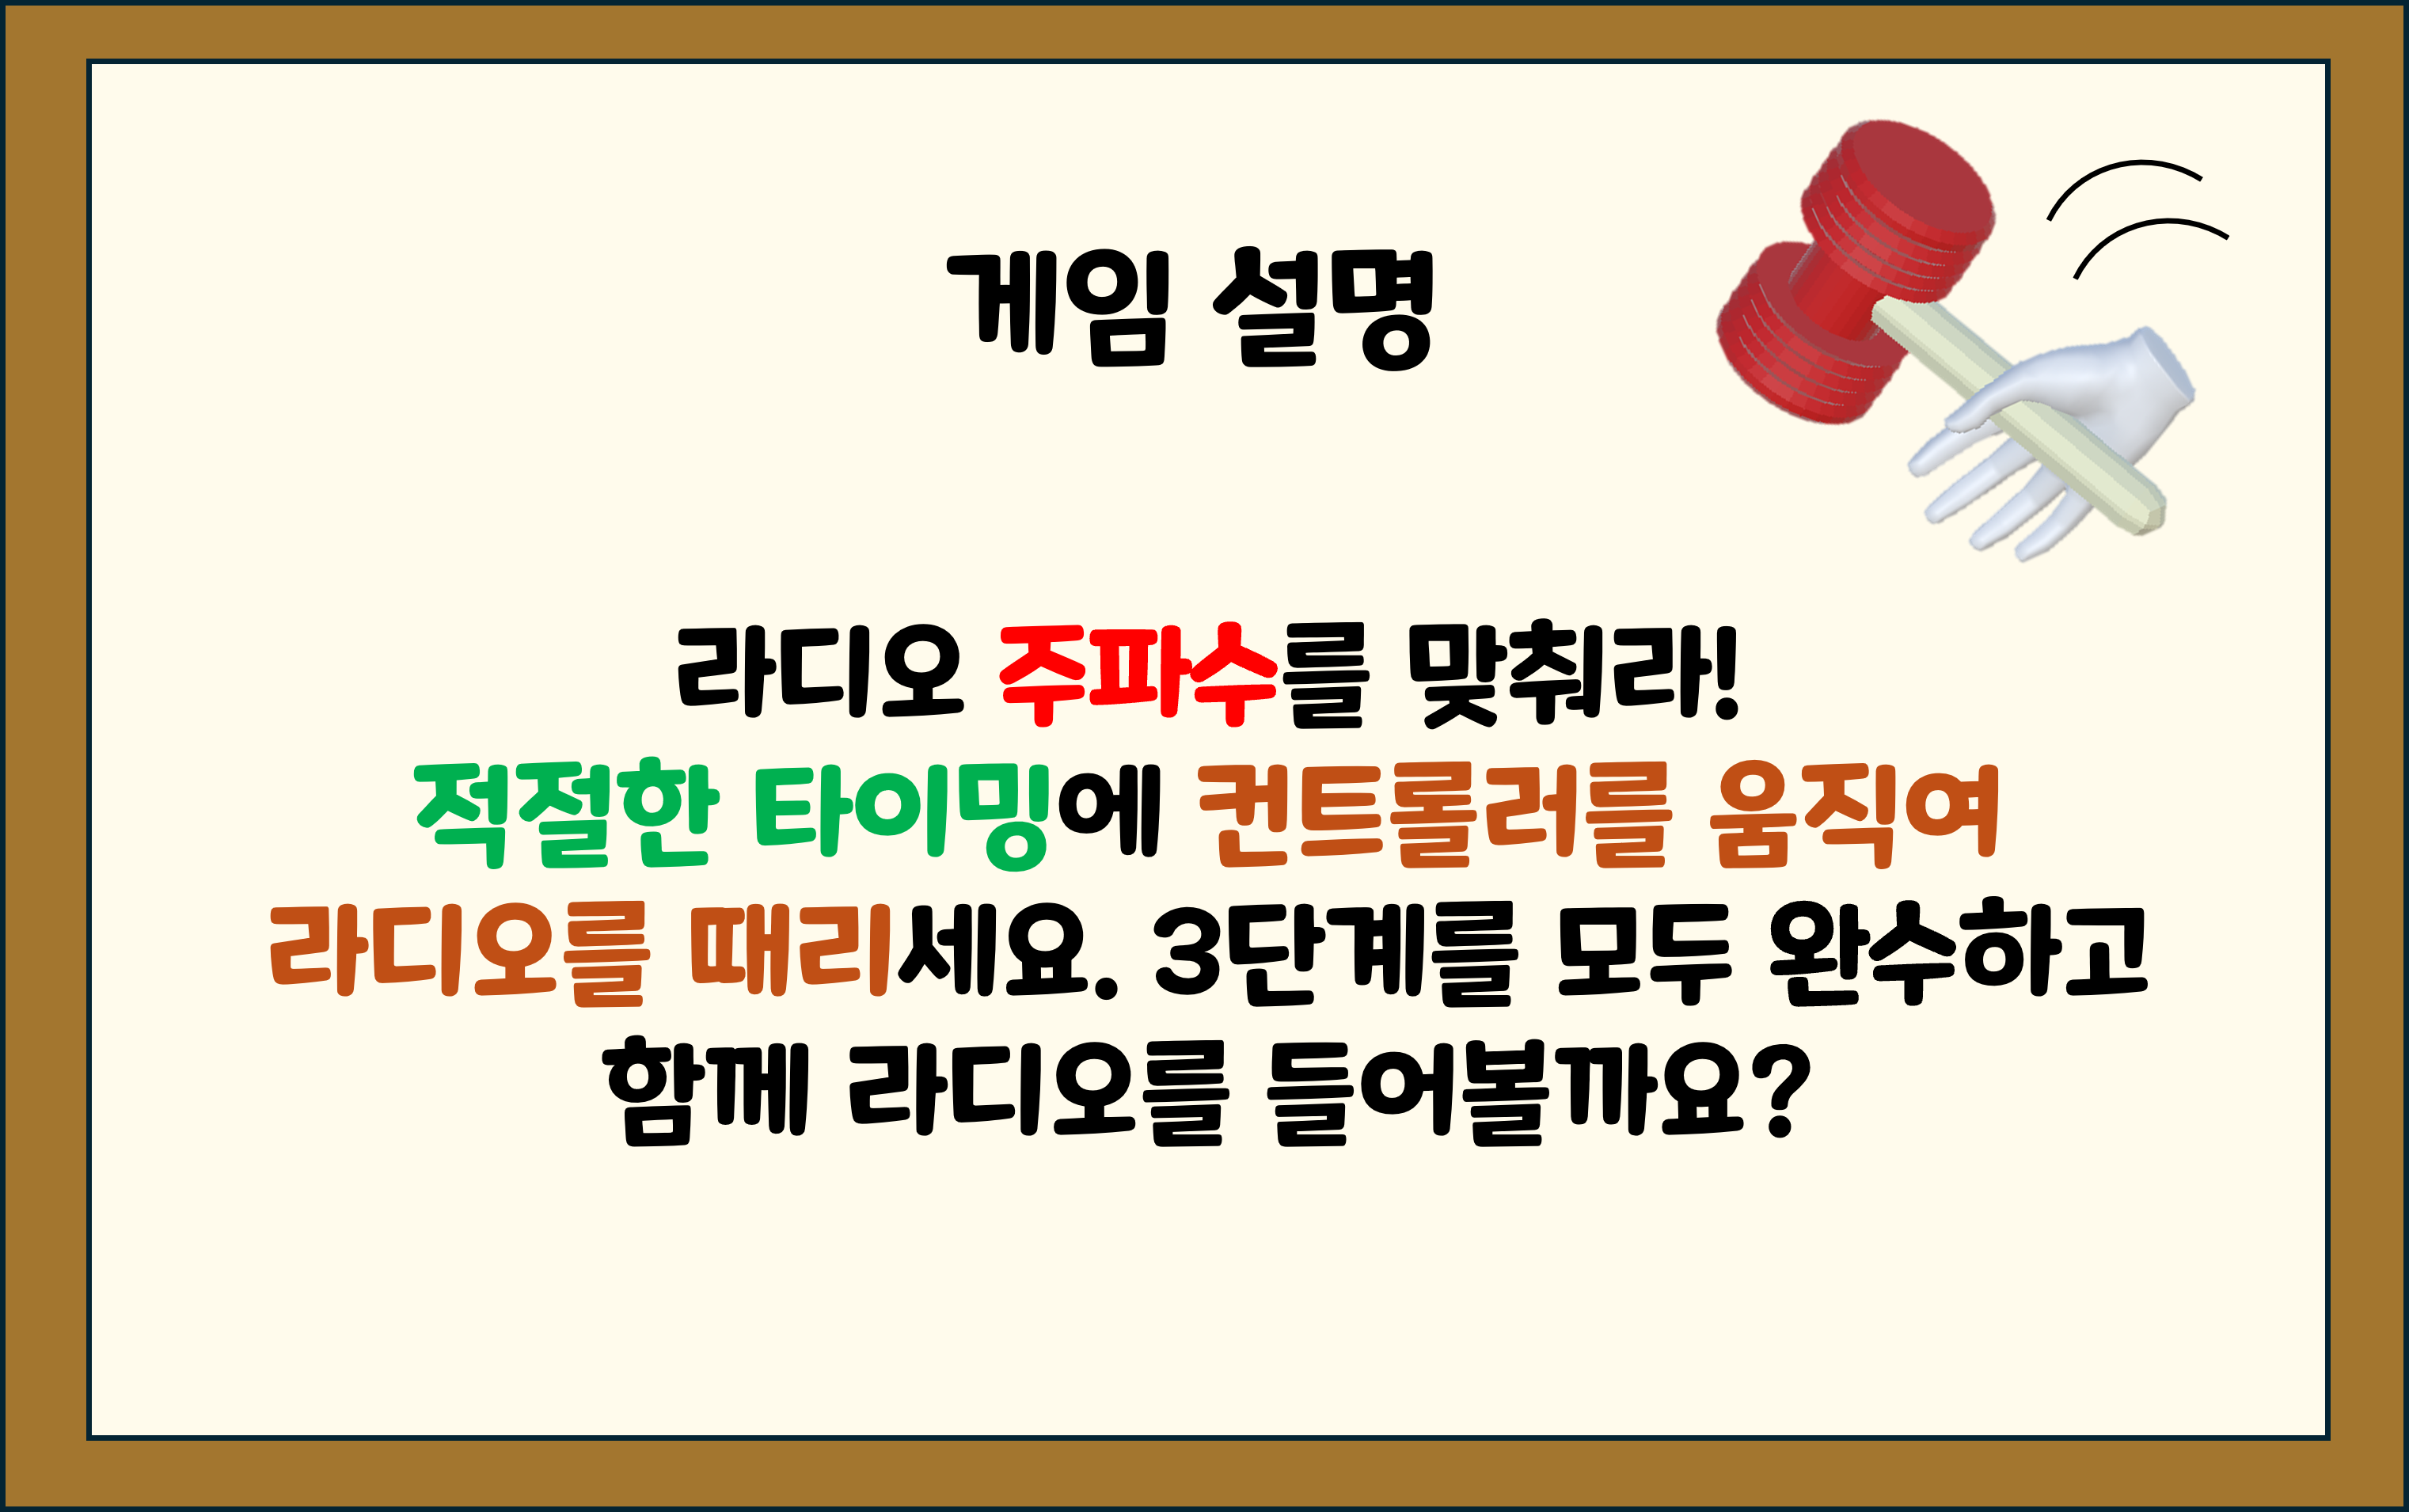 게임 설명
라디오 주파수를 맞춰라!
적절한 타이밍에 컨트롤러를 움직여
라디오를 때리세요. 3단계를 모두 완수하고
함께 라디오를 들어볼까요?